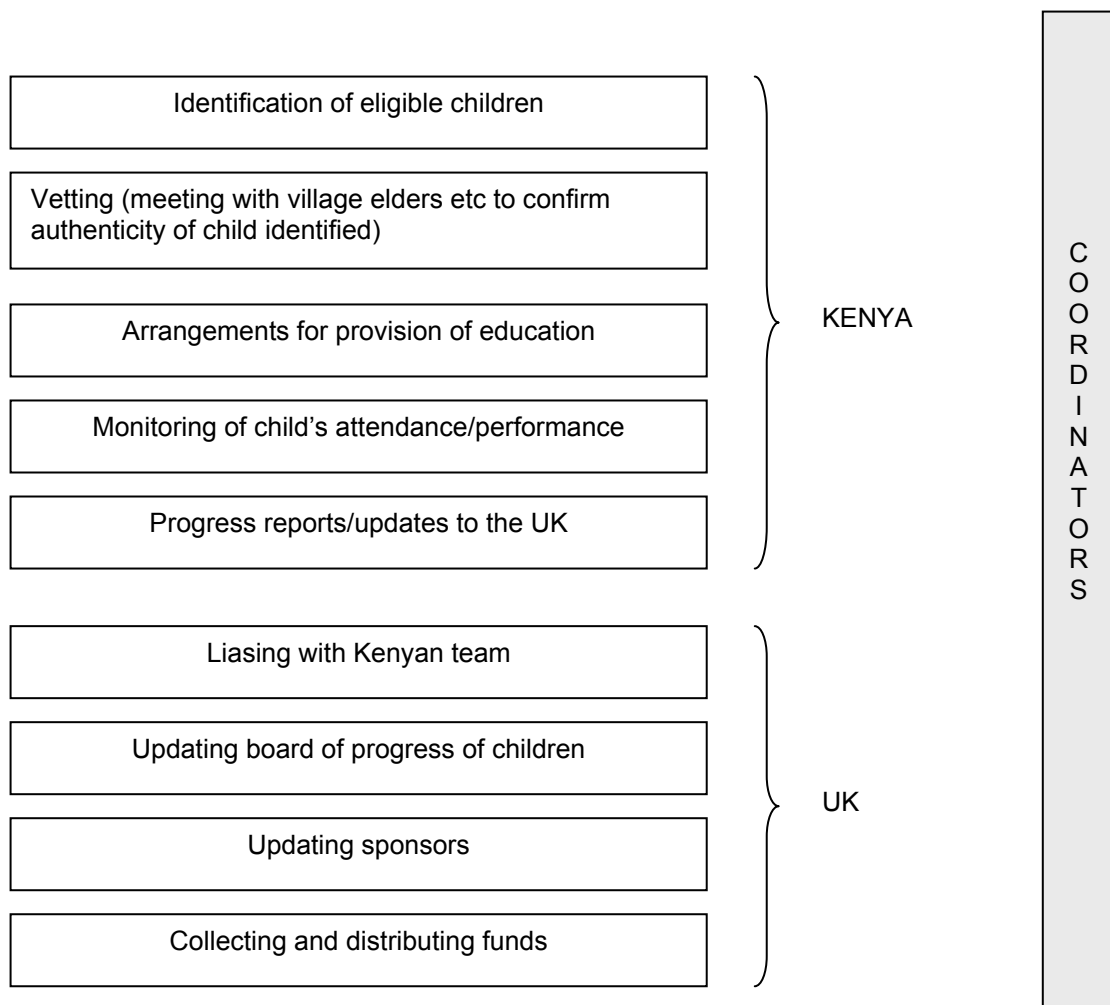 Identification of eligible children
Vetting (meeting with village elders etc to confirm
authenticity of child identified)
Arrangements for provision of education
Monitoring of child’s attendance/performance
Progress reports/updates to the UK
KENYA
Liasing with Kenyan team
Updating board of progress of children
Updating sponsors
Collecting and distributing funds
UK
C
O
O
R
D
I
N
A
T
O
R
S